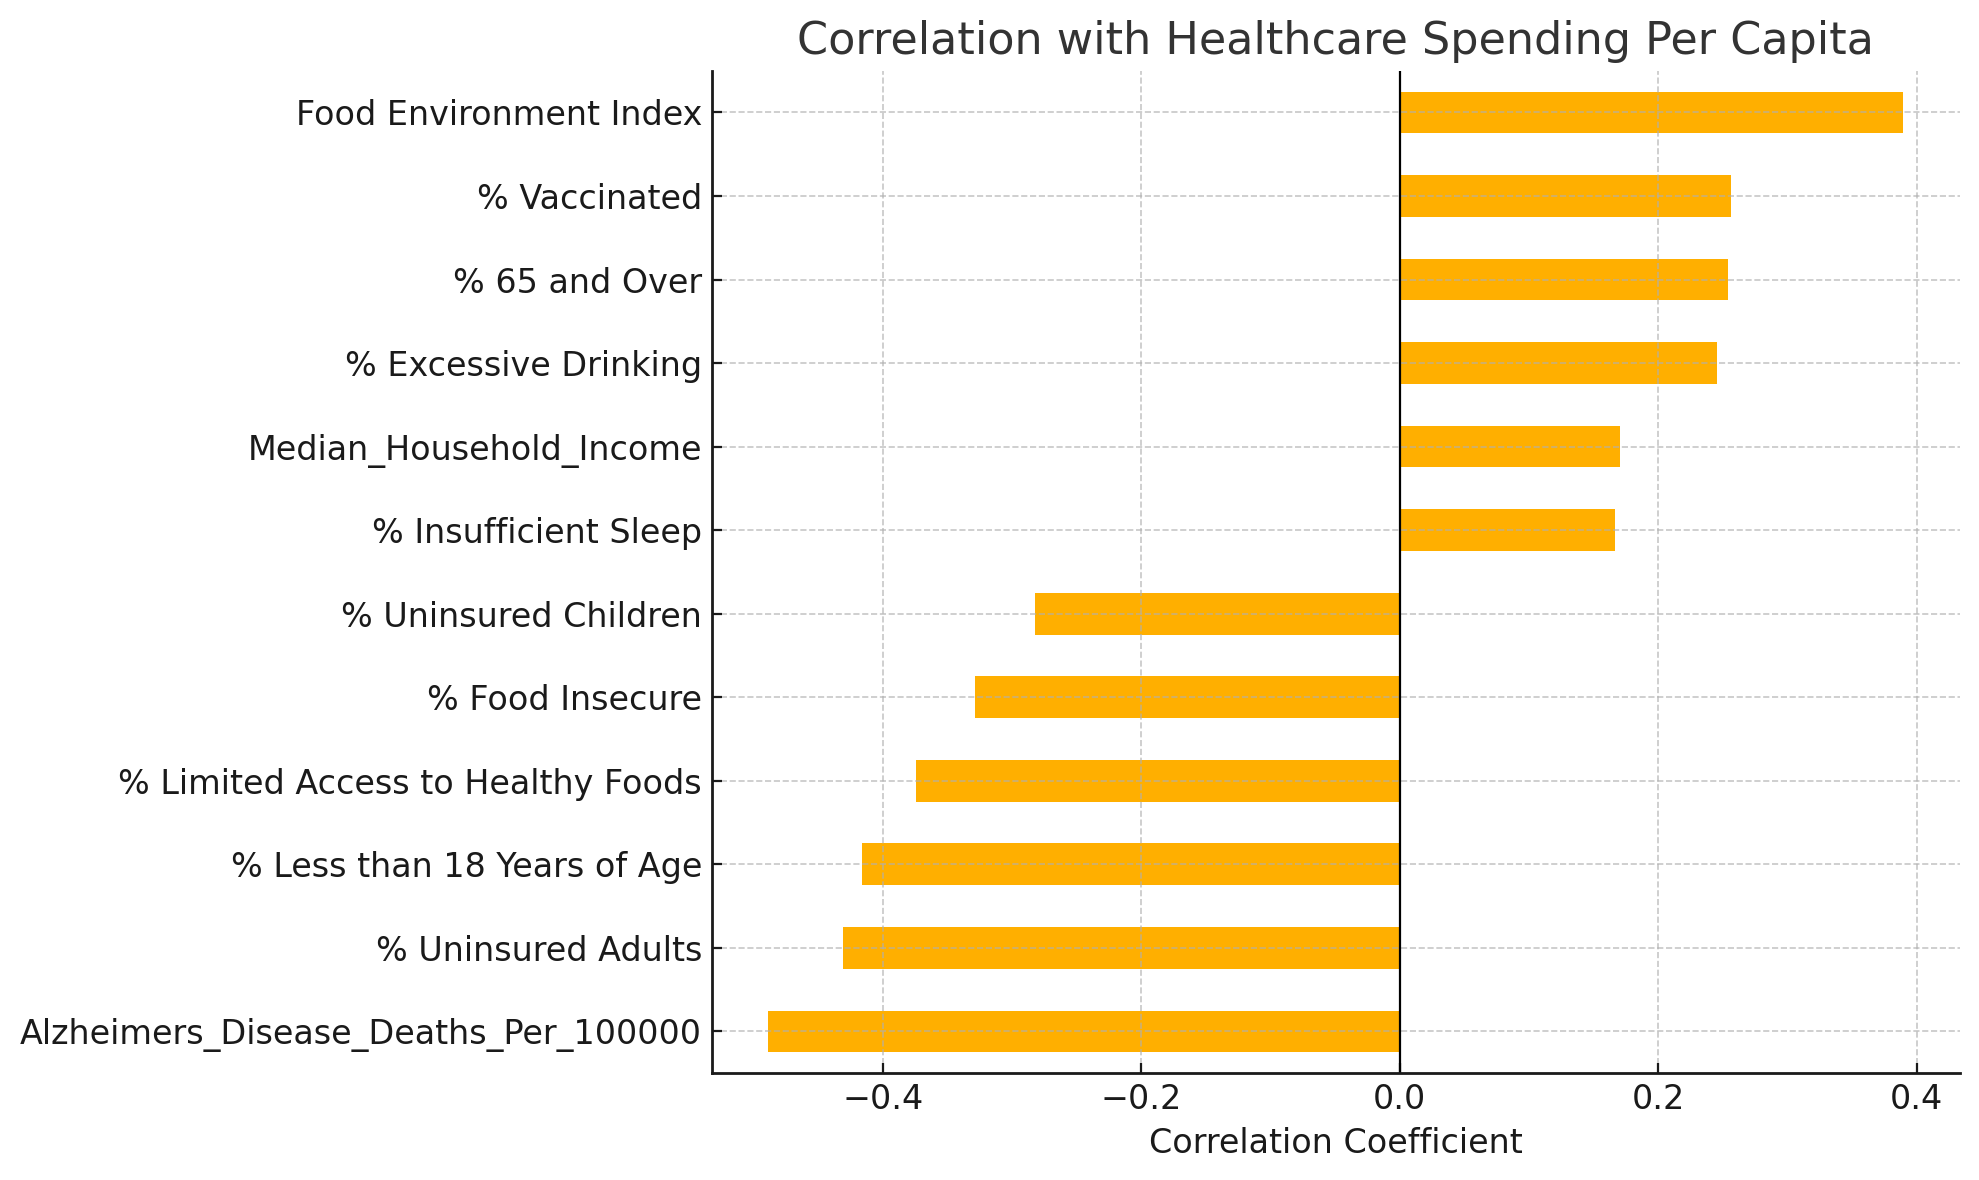 Correlation with Healthcare Spending Per Capita
Food Environment Index
% Vaccinated
% 65 and Over
% Excessive Drinking
Median_Household_Income
% Insufficient Sleep
% Uninsured Children
% Food Insecure
% Limited Access to Healthy Foods
% Less than 18 Years of Age
% Uninsured Adults
Alzheimers_Disease_Deaths_Per_100000
−0.4 −0.2 0.0 0.2 0.4
Correlation Coefficient